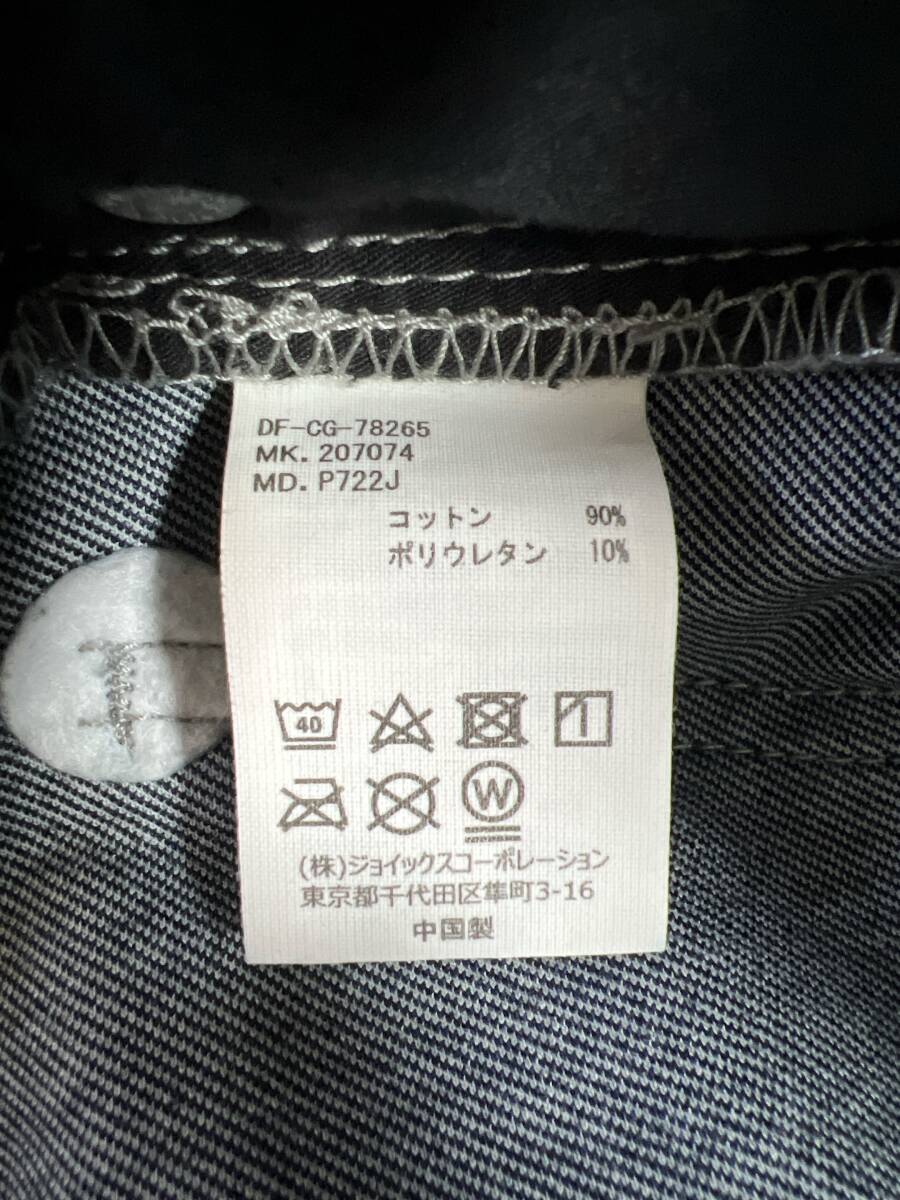 DF-CG-78265
MK. 207074
MD. P722J
コットン 90%
ポリウレタン 10%
40
W
(株)ジョイックスコーポレーション
東京都千代田区隼町3-16
中国製